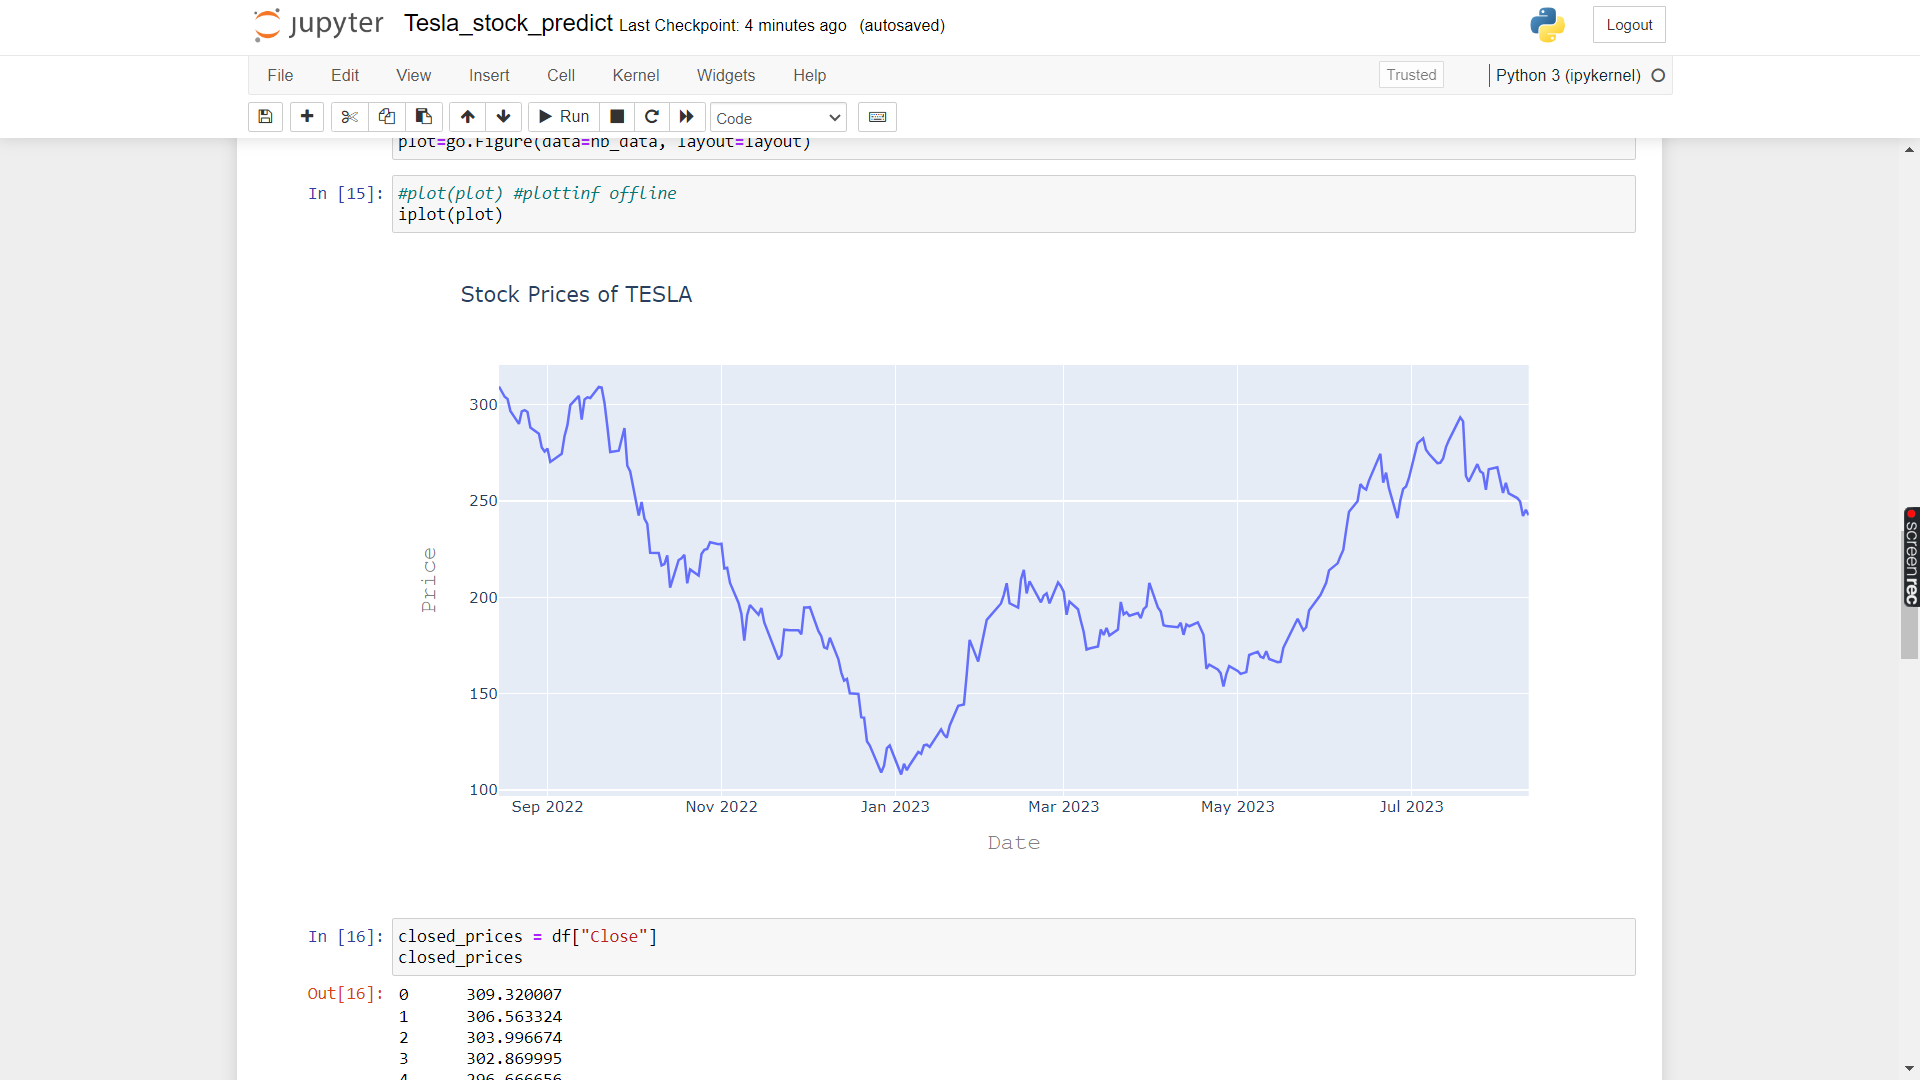 jupyter Tesla_stock_predict Last Checkpoint: 4 minutes ago (autosaved) Logout
File Edit View Insert Cell Kernel Widgets Help Trusted Python 3 (ipykernel)
Run Code
plot=go.Figure(data=nb_data, layout=layout)
In [15]: #plot(plot) #plottinf offline
iplot(plot)
Stock Prices of TESLA
300
250
200
150
100
Price
Sep 2022 Nov 2022 Jan 2023 Mar 2023 May 2023 Jul 2023
Date
In [16]: closed_prices = df["Close"]
closed_prices
Out[16]: 0 309.320007
1 306.563324
2 303.996674
3 302.869995
4 296.666656
screenrec